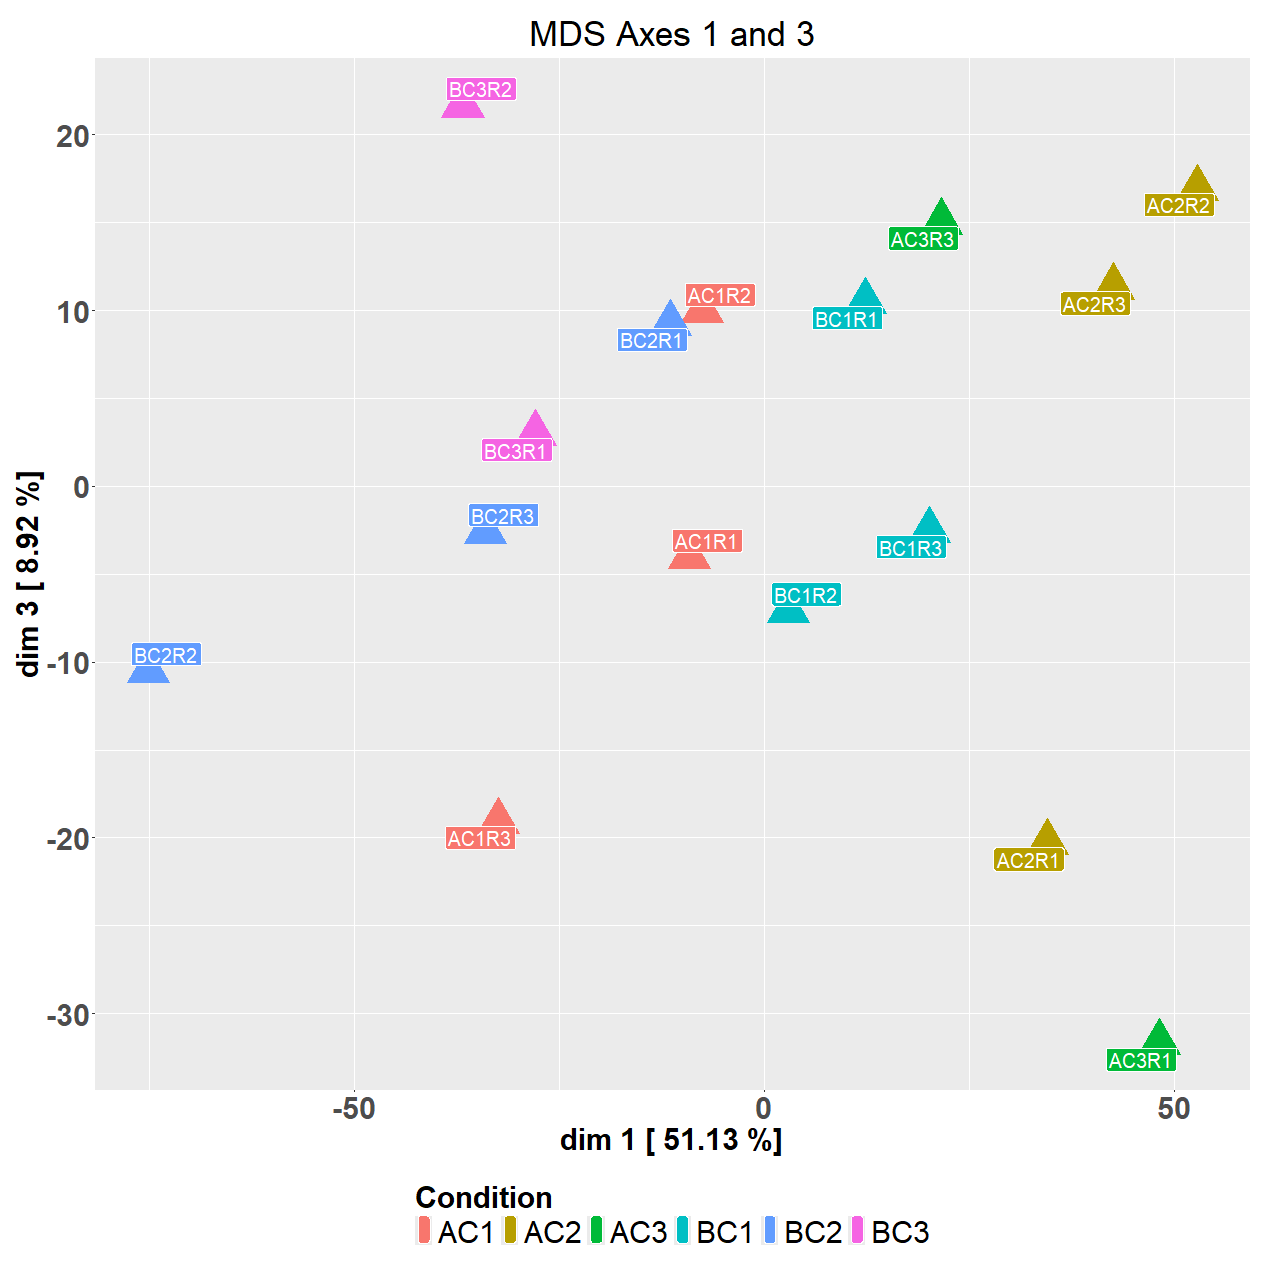 MDS Axes 1 and 3
BC3R2
20
AC2R2
AC3R3
AC1R2
AC2R3
10
BC1R1
BC2R1
BC3R1
0
BC2R3
AC1R1
BC1R3
BC1R2
BC2R2
-10
AC1R3
-20
AC2R1
-30
AC3R1
dim 3 [ 8.92 %]
-50 0 50
dim 1 [ 51.13 %]
Condition
AC1 AC2 AC3 BC1 BC2 BC3